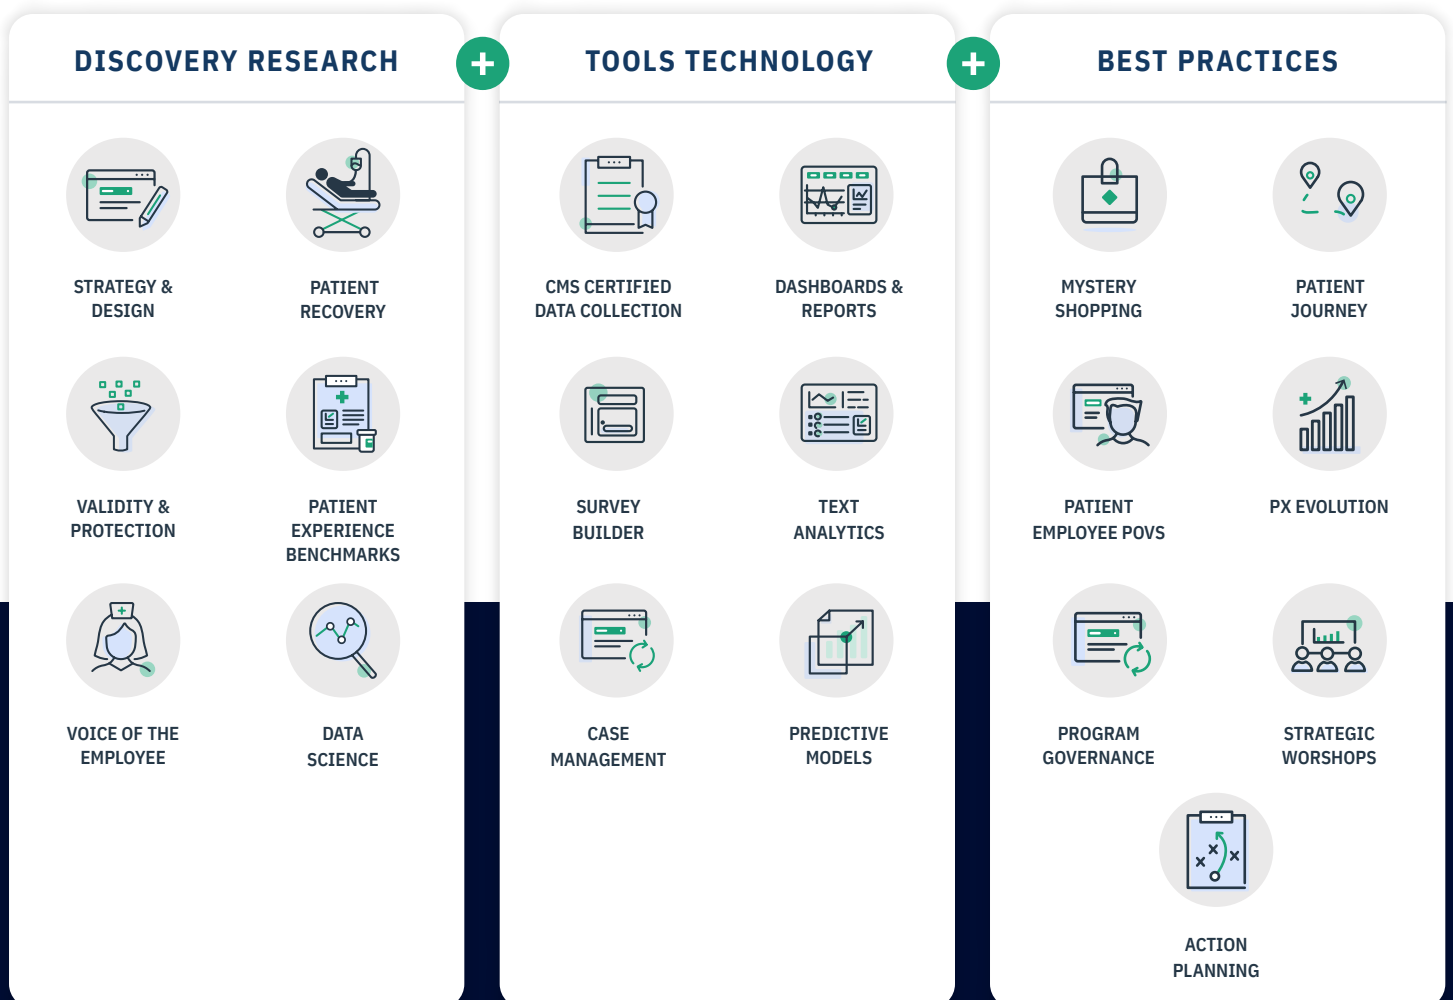 DISCOVERY RESEARCH
STRATEGY &
DESIGN
PATIENT
RECOVERY
VALIDITY &
PROTECTION
PATIENT
EXPERIENCE
BENCHMARKS
VOICE OF THE
EMPLOYEE
DATA
SCIENCE
+
TOOLS TECHNOLOGY
CMS CERTIFIED
DATA COLLECTION
DASHBOARDS &
REPORTS
SURVEY
BUILDER
TEXT
ANALYTICS
CASE
MANAGEMENT
PREDICTIVE
MODELS
+
BEST PRACTICES
MYSTERY
SHOPPING
PATIENT
JOURNEY
PATIENT
EMPLOYEE POVS
PX EVOLUTION
PROGRAM
GOVERNANCE
STRATEGIC
WORSHOPS
ACTION
PLANNING